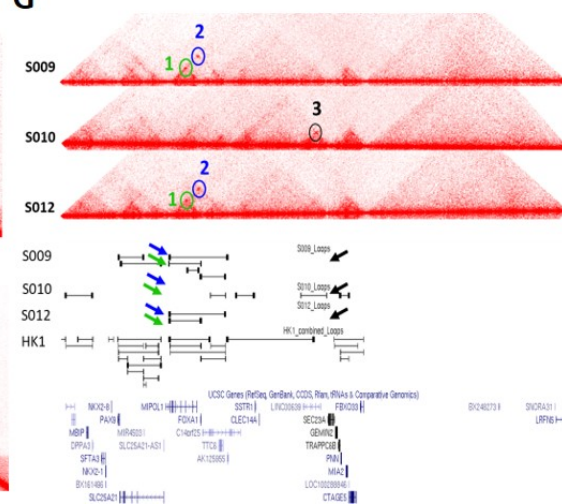 G
2
S009
1
3
S010
2
S012
1
S009
S009_Loops
S010
S010_Loops
S012
S012_Loops
HK1
HK1_combined_Loops
UCSC Genes (RefSeq, GenBank, CCDS, Rfam, tRNAs & Comparative Genomics)
NKX2-8 MIPOL1 SSTR1 LINC00639 FBXO33 BX248273 SNORA31
PAX9 FOXA1 CLEC14A SEC23A LRFN5
MBIP MIR4503 C14orf25 GEMIN2
DPPA3 SLC25A21-AS1 TTC6 TRAPPC6B
SFTA3 AK128955 PNN
NKX2-1 MIA2
BX161496 LOC100288846
SLC25A21 CTAGE5